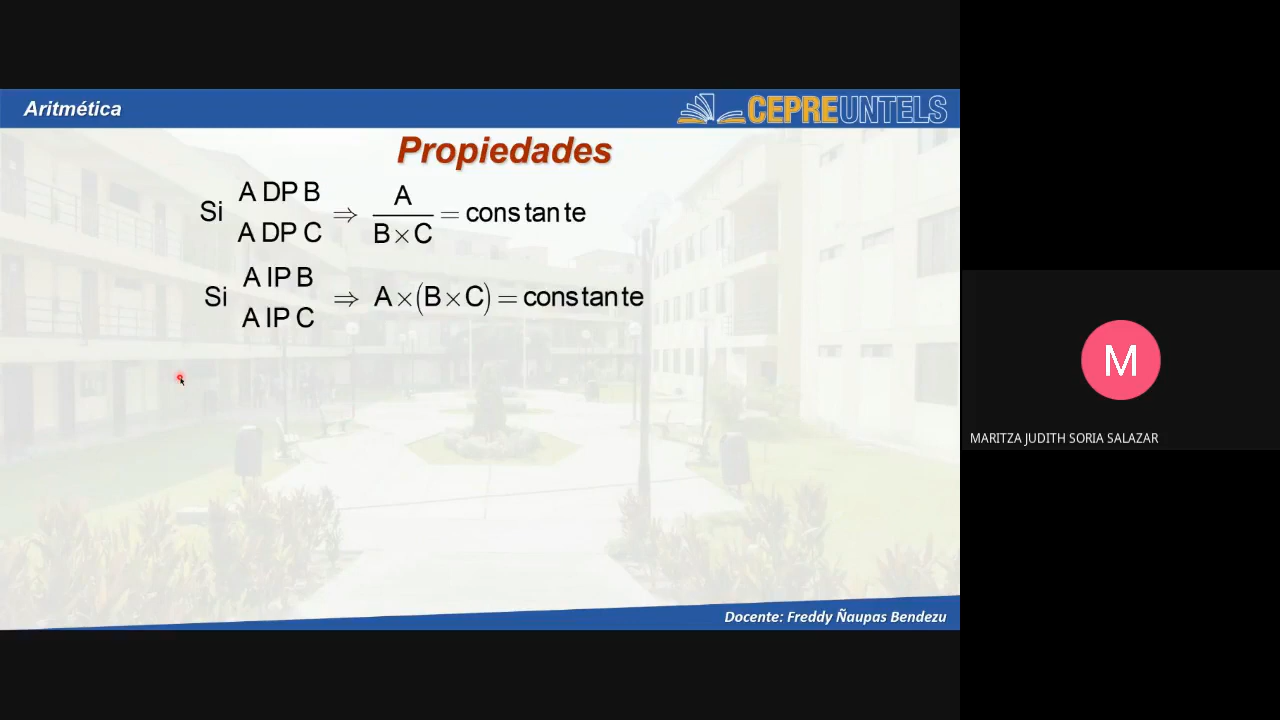 Aritmética
CEPREUNTELS
Propiedades
Si A DP B A DP C ⇒ A / B×C = constante
Si A IP B A IP C ⇒ A×(B×C) = constante
M
MARITZA JUDITH SORIA SALAZAR
Docente: Freddy Ñaupas Bendezu